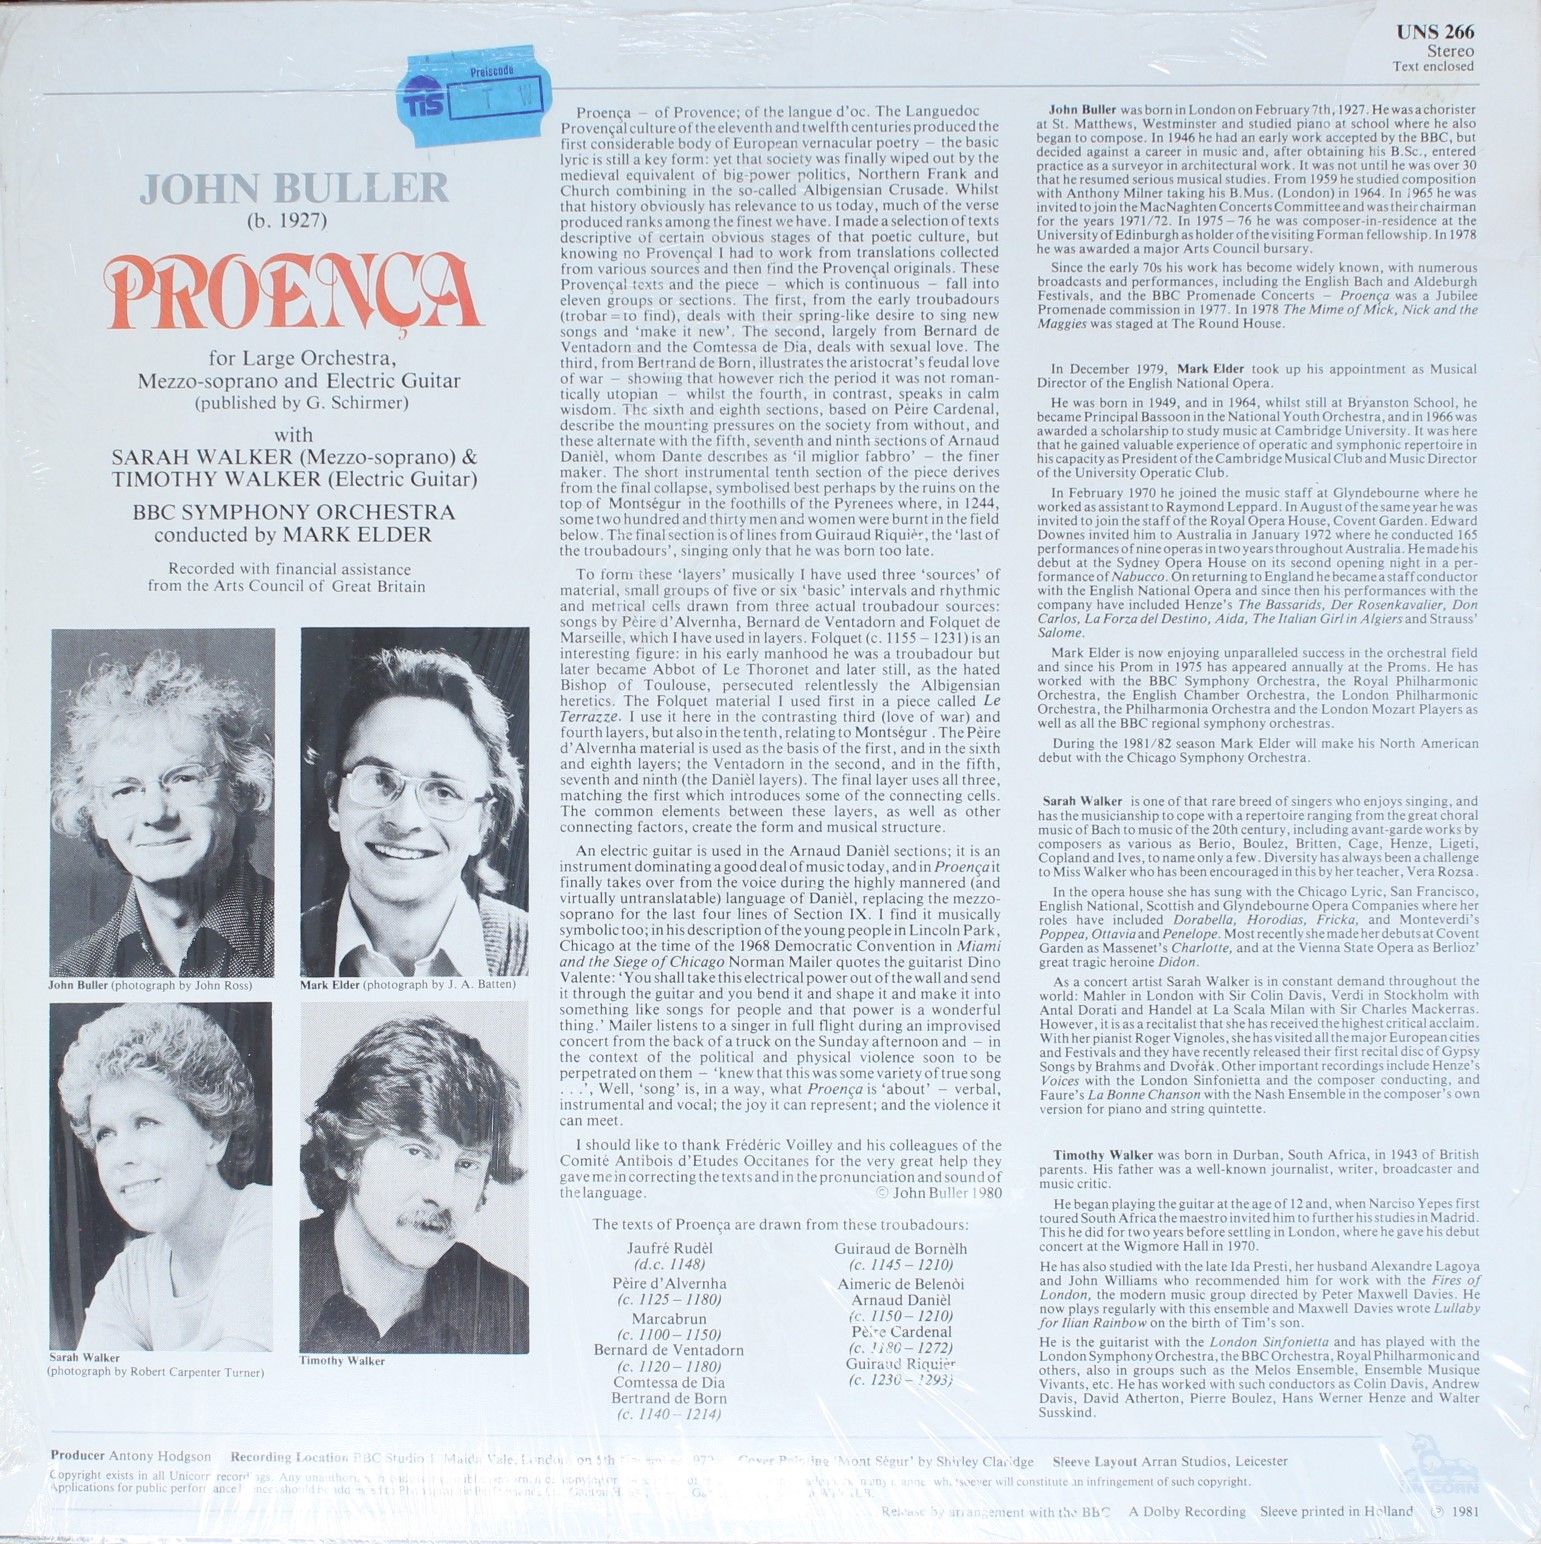 UNS 266
Stereo
Text enclosed
Preiscode
TIS
T W
JOHN BULLER
(b. 1927)
PROENÇA
for Large Orchestra,
Mezzo-soprano and Electric Guitar
(published by G. Schirmer)
with
SARAH WALKER (Mezzo-soprano) &
TIMOTHY WALKER (Electric Guitar)
BBC SYMPHONY ORCHESTRA
conducted by MARK ELDER
Recorded with financial assistance
from the Arts Council of Great Britain
John Buller (photograph by John Ross)
Mark Elder (photograph by J. A. Batten)
Sarah Walker
(photograph by Robert Carpenter Turner)
Timothy Walker
Proença – of Provence; of the langue d'oc. The Languedoc
Provençal culture of the eleventh and twelfth centuries produced the
first considerable body of European vernacular poetry – the basic
lyric is still a key form: yet that society was finally wiped out by the
medieval equivalent of big-power politics, Northern Frank and
Church combining in the so-called Albigensian Crusade. Whilst
that history obviously has relevance to us today, much of the verse
produced ranks among the finest we have. I made a selection of texts
descriptive of certain obvious stages of that poetic culture, but
knowing no Provençal I had to work from translations collected
from various sources and then find the Provençal originals. These
Provençal texts and the piece – which is continuous – fall into
eleven groups or sections. The first, from the early troubadours
(trobar = to find), deals with their spring-like desire to sing new
songs and 'make it new'. The second, largely from Bernard de
Ventadorn and the Comtessa de Dia, deals with sexual love. The
third, from Bertrand de Born, illustrates the aristocrat's feudal love
of war – showing that however rich the period it was not roman-
tically utopian – whilst the fourth, in contrast, speaks in calm
wisdom. The sixth and eighth sections, based on Pèire Cardenal,
describe the mounting pressures on the society from without, and
these alternate with the fifth, seventh and ninth sections of Arnaud
Danièl, whom Dante describes as 'il miglior fabbro' – the finer
maker. The short instrumental tenth section of the piece derives
from the final collapse, symbolised best perhaps by the ruins on the
top of Montségur in the foothills of the Pyrenees where, in 1244,
some two hundred and thirty men and women were burnt in the field
below. The final section is of lines from Guiraud Riquièr, the 'last of
the troubadours', singing only that he was born too late.
To form these 'layers' musically I have used three 'sources' of
material, small groups of five or six 'basic' intervals and rhythmic
and metrical cells drawn from three actual troubadour sources:
songs by Pèire d'Alvernha, Bernard de Ventadorn and Folquet de
Marseille, which I have used in layers. Folquet (c. 1155 – 1231) is an
interesting figure: in his early manhood he was a troubadour but
later became Abbot of Le Thoronet and later still, as the hated
Bishop of Toulouse, persecuted relentlessly the Albigensian
heretics. The Folquet material I used first in a piece called Le
Terrazze. I use it here in the contrasting third (love of war) and
fourth layers, but also in the tenth, relating to Montségur . The Pèire
d'Alvernha material is used as the basis of the first, and in the sixth
and eighth layers; the Ventadorn in the second, and in the fifth,
seventh and ninth (the Danièl layers). The final layer uses all three,
matching the first which introduces some of the connecting cells.
The common elements between these layers, as well as other
connecting factors, create the form and musical structure.
An electric guitar is used in the Arnaud Danièl sections; it is an
instrument dominating a good deal of music today, and in Proença it
finally takes over from the voice during the highly mannered (and
virtually untranslatable) language of Danièl, replacing the mezzo-
soprano for the last four lines of Section IX. I find it musically
symbolic too; in his description of the young people in Lincoln Park,
Chicago at the time of the 1968 Democratic Convention in Miami
and the Siege of Chicago Norman Mailer quotes the guitarist Dino
Valente: 'You shall take this electrical power out of the wall and send
it through the guitar and you bend it and shape it and make it into
something like songs for people and that power is a wonderful
thing.' Mailer listens to a singer in full flight during an improvised
concert from the back of a truck on the Sunday afternoon and – in
the context of the political and physical violence soon to be
perpetrated on them – 'knew that this was some variety of true song
. . .', Well, 'song' is, in a way, what Proença is 'about' – verbal,
instrumental and vocal; the joy it can represent; and the violence it
can meet.
I should like to thank Frédéric Voilley and his colleagues of the
Comité Antibois d'Etudes Occitanes for the very great help they
gave me in correcting the texts and in the pronunciation and sound of
the language. © John Buller 1980
The texts of Proença are drawn from these troubadours:
Jaufré Rudèl
(d.c. 1148)
Pèire d'Alvernha
(c. 1125 – 1180)
Marcabrun
(c. 1100 – 1150)
Bernard de Ventadorn
(c. 1120 – 1180)
Comtessa de Dia
Bertrand de Born
(c. 1140 – 1214)
Guiraud de Bornèlh
(c. 1145 – 1210)
Aimeric de Belenòi
Arnaud Danièl
(c. 1150 – 1210)
Pèire Cardenal
(c. 1180 – 1272)
Guiraud Riquièr
(c. 1230 – 1293)
John Buller was born in London on February 7th, 1927. He was a chorister
at St. Matthews, Westminster and studied piano at school where he also
began to compose. In 1946 he had an early work accepted by the BBC, but
decided against a career in music and, after obtaining his B.Sc., entered
practice as a surveyor in architectural work. It was not until he was over 30
that he resumed serious musical studies. From 1959 he studied composition
with Anthony Milner taking his B.Mus. (London) in 1964. In 1965 he was
invited to join the MacNaghten Concerts Committee and was their chairman
for the years 1971/72. In 1975 – 76 he was composer-in-residence at the
University of Edinburgh as holder of the visiting Forman fellowship. In 1978
he was awarded a major Arts Council bursary.
Since the early 70s his work has become widely known, with numerous
broadcasts and performances, including the English Bach and Aldeburgh
Festivals, and the BBC Promenade Concerts – Proença was a Jubilee
Promenade commission in 1977. In 1978 The Mime of Mick, Nick and the
Maggies was staged at The Round House.
In December 1979, Mark Elder took up his appointment as Musical
Director of the English National Opera.
He was born in 1949, and in 1964, whilst still at Bryanston School, he
became Principal Bassoon in the National Youth Orchestra, and in 1966 was
awarded a scholarship to study music at Cambridge University. It was here
that he gained valuable experience of operatic and symphonic repertoire in
his capacity as President of the Cambridge Musical Club and Music Director
of the University Operatic Club.
In February 1970 he joined the music staff at Glyndebourne where he
worked as assistant to Raymond Leppard. In August of the same year he was
invited to join the staff of the Royal Opera House, Covent Garden. Edward
Downes invited him to Australia in January 1972 where he conducted 165
performances of nine operas in two years throughout Australia. He made his
debut at the Sydney Opera House on its second opening night in a per-
formance of Nabucco. On returning to England he became a staff conductor
with the English National Opera and since then his performances with the
company have included Henze's The Bassarids, Der Rosenkavalier, Don
Carlos, La Forza del Destino, Aida, The Italian Girl in Algiers and Strauss'
Salome.
Mark Elder is now enjoying unparalleled success in the orchestral field
and since his Prom in 1975 has appeared annually at the Proms. He has
worked with the BBC Symphony Orchestra, the Royal Philharmonic
Orchestra, the English Chamber Orchestra, the London Philharmonic
Orchestra, the Philharmonia Orchestra and the London Mozart Players as
well as all the BBC regional symphony orchestras.
During the 1981/82 season Mark Elder will make his North American
debut with the Chicago Symphony Orchestra.
Sarah Walker is one of that rare breed of singers who enjoys singing, and
has the musicianship to cope with a repertoire ranging from the great choral
music of Bach to music of the 20th century, including avant-garde works by
composers as various as Berio, Boulez, Britten, Cage, Henze, Ligeti,
Copland and Ives, to name only a few. Diversity has always been a challenge
to Miss Walker who has been encouraged in this by her teacher, Vera Rozsa.
In the opera house she has sung with the Chicago Lyric, San Francisco,
English National, Scottish and Glyndebourne Opera Companies where her
roles have included Dorabella, Horodias, Fricka, and Monteverdi's
Poppea, Ottavia and Penelope. Most recently she made her debuts at Covent
Garden as Massenet's Charlotte, and at the Vienna State Opera as Berlioz'
great tragic heroine Didon.
As a concert artist Sarah Walker is in constant demand throughout the
world: Mahler in London with Sir Colin Davis, Verdi in Stockholm with
Antal Dorati and Handel at La Scala Milan with Sir Charles Mackerras.
However, it is as a recitalist that she has received the highest critical acclaim.
With her pianist Roger Vignoles, she has visited all the major European cities
and Festivals and they have recently released their first recital disc of Gypsy
Songs by Brahms and Dvořák. Other important recordings include Henze's
Voices with the London Sinfonietta and the composer conducting, and
Faure's La Bonne Chanson with the Nash Ensemble in the composer's own
version for piano and string quintette.
Timothy Walker was born in Durban, South Africa, in 1943 of British
parents. His father was a well-known journalist, writer, broadcaster and
music critic.
He began playing the guitar at the age of 12 and, when Narciso Yepes first
toured South Africa the maestro invited him to further his studies in Madrid.
This he did for two years before settling in London, where he gave his debut
concert at the Wigmore Hall in 1970.
He has also studied with the late Ida Presti, her husband Alexandre Lagoya
and John Williams who recommended him for work with the Fires of
London, the modern music group directed by Peter Maxwell Davies. He
now plays regularly with this ensemble and Maxwell Davies wrote Lullaby
for Ilian Rainbow on the birth of Tim's son.
He is the guitarist with the London Sinfonietta and has played with the
London Symphony Orchestra, the BBC Orchestra, Royal Philharmonic and
others, also in groups such as the Melos Ensemble, Ensemble Musique
Vivants, etc. He has worked with such conductors as Colin Davis, Andrew
Davis, David Atherton, Pierre Boulez, Hans Werner Henze and Walter
Susskind.
Producer Antony Hodgson Recording Location BBC Studio 1, Maida Vale, London on 5th Cover Painting 'Mont Ségur' by Shirley Claridge Sleeve Layout Arran Studios, Leicester
Copyright exists in all Unicorn recordings. Any whatsoever will constitute an infringement of such copyright.
Applications for public performance
Release by arrangement with the BBC A Dolby Recording Sleeve printed in Holland ℗ 1981
UNICORN